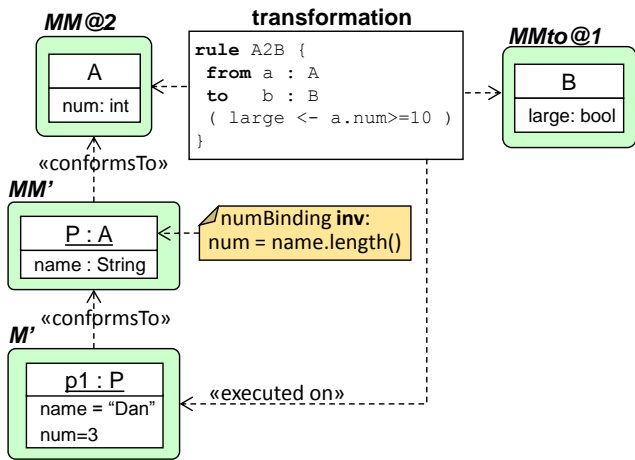 transformation
MM@2
MMto@1
A
num: int
rule A2B {
from a : A
to b : B
( large <- a.num>=10 )
}
B
large: bool
«conformsTo»
MM'
P : A
name : String
numBinding inv:
num = name.length()
«conformsTo»
M'
p1 : P
name = “Dan”
num=3
«executed on»